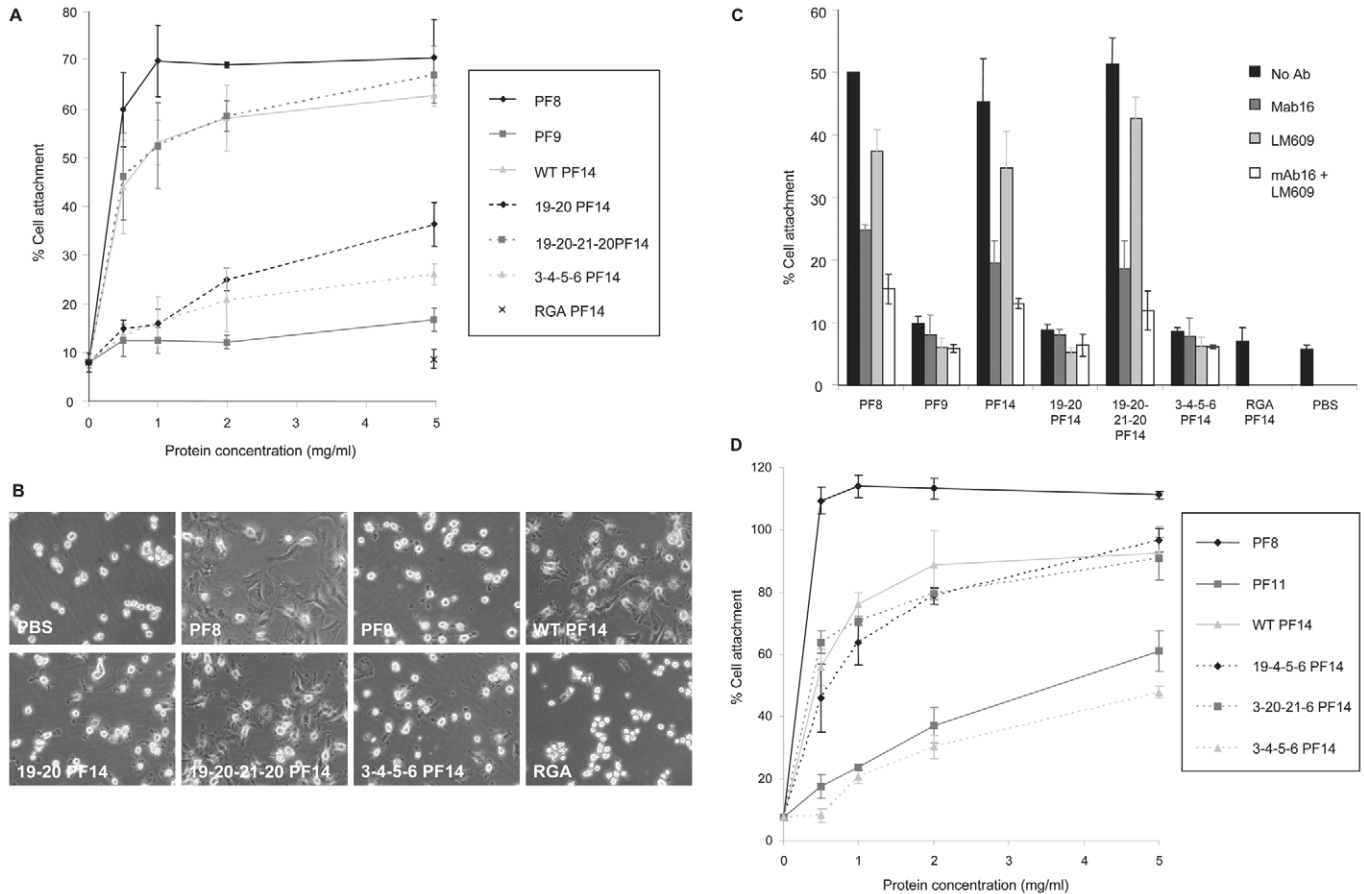 A
% Cell attachment
80
70
60
50
40
30
20
10
0
0
1
2
3
4
5
Protein concentration (mg/ml)
PF8
PF9
WT PF14
19-20 PF14
19-20-21-20PF14
3-4-5-6 PF14
RGA PF14
B
PBS
PF8
PF9
WT PF14
19-20 PF14
19-20-21-20 PF14
3-4-5-6 PF14
RGA
C
% Cell attachment
60
50
40
30
20
10
0
PF8
PF9
PF14
19-20
PF14
19-20-
21-20
PF14
3-4-5-6
PF14
RGA
PF14
PBS
No Ab
Mab16
LM609
mAb16 +
LM609
D
% Cell attachment
120
100
80
60
40
20
0
0
1
2
3
4
5
Protein concentration (mg/ml)
PF8
PF11
WT PF14
19-4-5-6 PF14
3-20-21-6 PF14
3-4-5-6 PF14